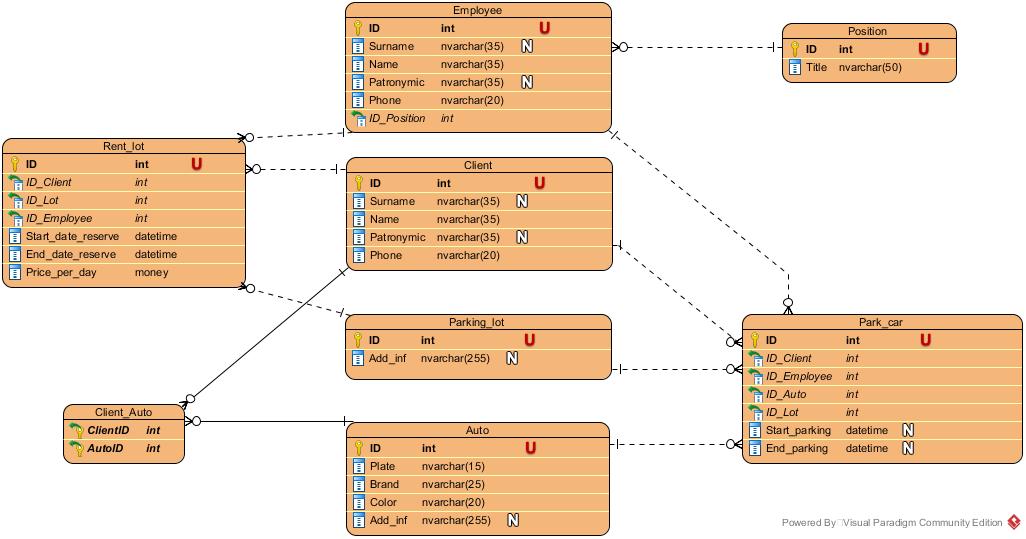 Employee
ID int U
Surname nvarchar(35) N
Name nvarchar(35)
Patronymic nvarchar(35) N
Phone nvarchar(20)
ID_Position int
Position
ID int U
Title nvarchar(50)
Rent_lot
ID int U
ID_Client int
ID_Lot int
ID_Employee int
Start_date_reserve datetime
End_date_reserve datetime
Price_per_day money
Client
ID int U
Surname nvarchar(35) N
Name nvarchar(35)
Patronymic nvarchar(35) N
Phone nvarchar(20)
Parking_lot
ID int U
Add_inf nvarchar(255) N
Park_car
ID int U
ID_Client int
ID_Employee int
ID_Auto int
ID_Lot int
Start_parking datetime N
End_parking datetime N
Client_Auto
ClientID int
AutoID int
Auto
ID int U
Plate nvarchar(15)
Brand nvarchar(25)
Color nvarchar(20)
Add_inf nvarchar(255) N
Powered By Visual Paradigm Community Edition